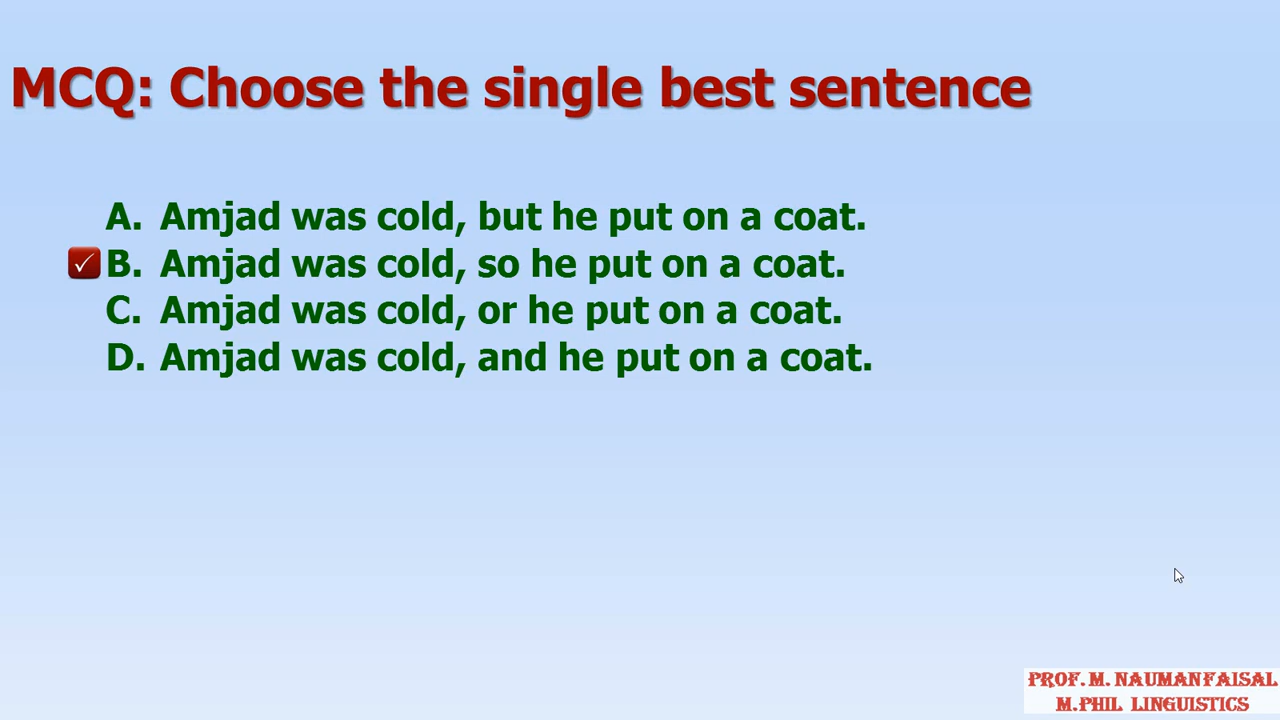 MCQ: Choose the single best sentence
A. Amjad was cold, but he put on a coat.
B. Amjad was cold, so he put on a coat.
C. Amjad was cold, or he put on a coat.
D. Amjad was cold, and he put on a coat.
PROF. M. NAUMAN FAISAL
M.PHIL LINGUISTICS